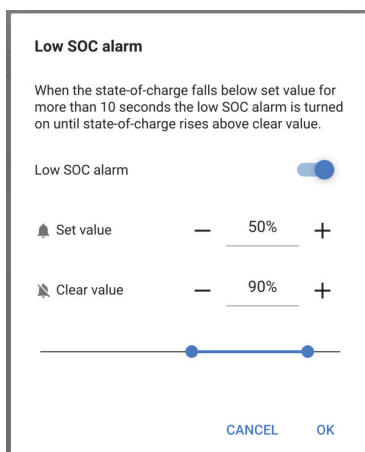 Low SOC alarm
When the state-of-charge falls below set value for
more than 10 seconds the low SOC alarm is turned
on until state-of-charge rises above clear value.
Low SOC alarm
Set value — 50% +
Clear value — 90% +
CANCEL OK